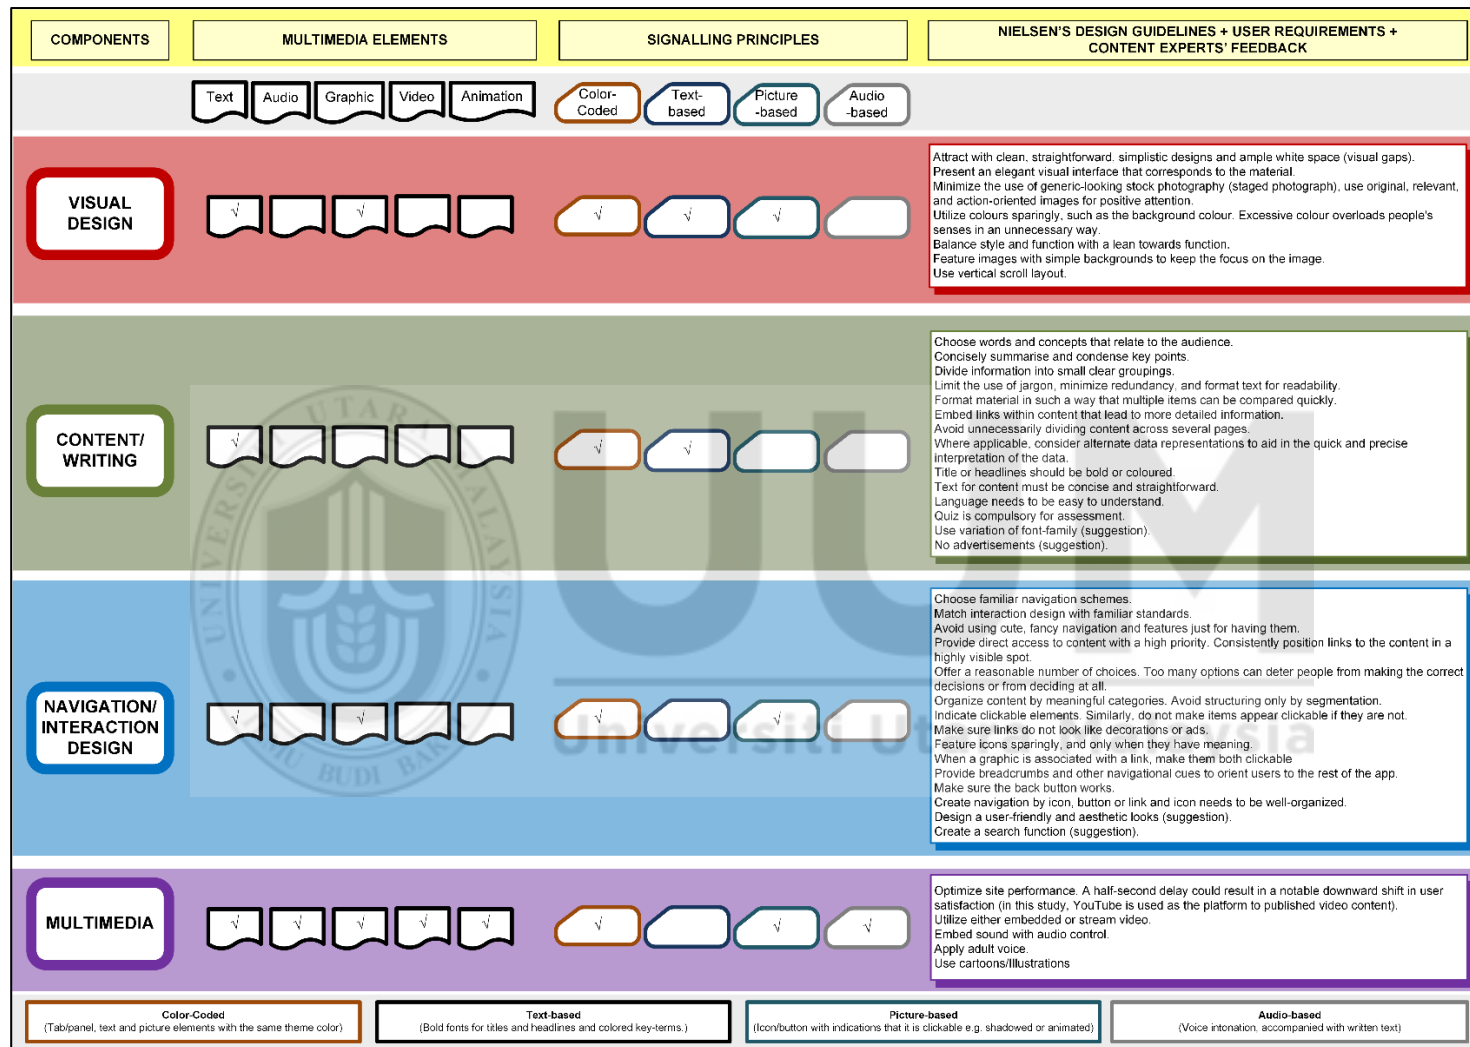 COMPONENTS
MULTIMEDIA ELEMENTS
SIGNALLING PRINCIPLES
NIELSEN'S DESIGN GUIDELINES + USER REQUIREMENTS +
CONTENT EXPERTS' FEEDBACK
Text
Audio
Graphic
Video
Animation
Color-
Coded
Text-
based
Picture
-based
Audio
-based
VISUAL
DESIGN
√ √
√ √ √
Attract with clean, straightforward. simplistic designs and ample white space (visual gaps).
Present an elegant visual interface that corresponds to the material.
Minimize the use of generic-looking stock photography (staged photograph), use original, relevant,
and action-oriented images for positive attention.
Utilize colours sparingly, such as the background colour. Excessive colour overloads people's
senses in an unnecessary way.
Balance style and function with a lean towards function.
Feature images with simple backgrounds to keep the focus on the image.
Use vertical scroll layout.
CONTENT/
WRITING
√
√ √
Choose words and concepts that relate to the audience.
Concisely summarise and condense key points.
Divide information into small clear groupings.
Limit the use of jargon, minimize redundancy, and format text for readability.
Format material in such a way that multiple items can be compared quickly.
Embed links within content that lead to more detailed information.
Avoid unnecessarily dividing content across several pages.
Where applicable, consider alternate data representations to aid in the quick and precise
interpretation of the data.
Title or headlines should be bold or coloured.
Text for content must be concise and straightforward.
Language needs to be easy to understand.
Quiz is compulsory for assessment.
Use variation of font-family (suggestion).
No advertisements (suggestion).
NAVIGATION/
INTERACTION
DESIGN
√ √
√ √
Choose familiar navigation schemes.
Match interaction design with familiar standards.
Avoid using cute, fancy navigation and features just for having them.
Provide direct access to content with a high priority. Consistently position links to the content in a
highly visible spot.
Offer a reasonable number of choices. Too many options can deter people from making the correct
decisions or from deciding at all.
Organize content by meaningful categories. Avoid structuring only by segmentation.
Indicate clickable elements. Similarly, do not make items appear clickable if they are not.
Make sure links do not look like decorations or ads.
Feature icons sparingly, and only when they have meaning.
When a graphic is associated with a link, make them both clickable
Provide breadcrumbs and other navigational cues to orient users to the rest of the app.
Make sure the back button works.
Create navigation by icon, button or link and icon needs to be well-organized.
Design a user-friendly and aesthetic looks (suggestion).
Create a search function (suggestion).
MULTIMEDIA
√ √ √ √ √
√ √ √
Optimize site performance. A half-second delay could result in a notable downward shift in user
satisfaction (in this study, YouTube is used as the platform to published video content).
Utilize either embedded or stream video.
Embed sound with audio control.
Apply adult voice.
Use cartoons/Illustrations
Color-Coded
(Tab/panel, text and picture elements with the same theme color)
Text-based
(Bold fonts for titles and headlines and colored key-terms.)
Picture-based
(Icon/button with indications that it is clickable e.g. shadowed or animated)
Audio-based
(Voice intonation, accompanied with written text)
UNIVERSITI UTARA MALAYSIA
ILMU BUDI BAKTI
UUM
Universiti Utara Malaysia